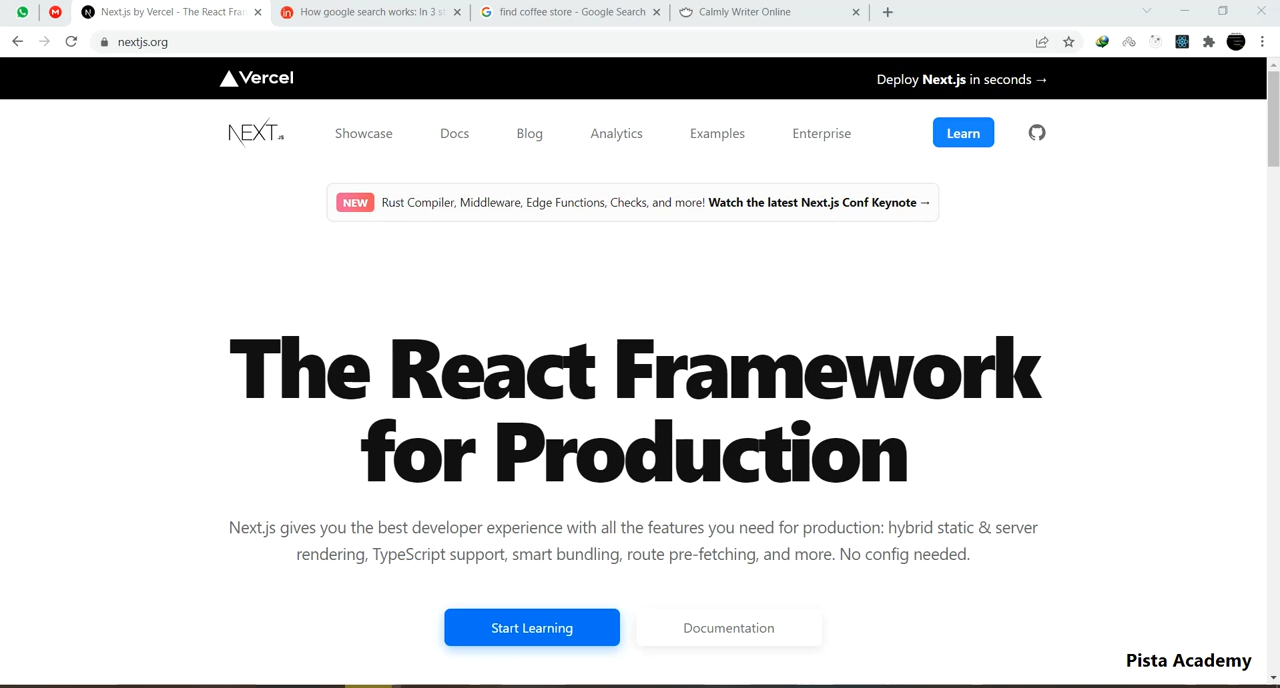 Next.js by Vercel - The React Fran
How google search works: In 3 st
find coffee store - Google Search
Calmly Writer Online
nextjs.org
Vercel
Deploy Next.js in seconds →
NEXT.JS
Showcase
Docs
Blog
Analytics
Examples
Enterprise
Learn
NEW Rust Compiler, Middleware, Edge Functions, Checks, and more! Watch the latest Next.js Conf Keynote →
The React Framework
for Production
Next.js gives you the best developer experience with all the features you need for production: hybrid static & server
rendering, TypeScript support, smart bundling, route pre-fetching, and more. No config needed.
Start Learning
Documentation
Pista Academy